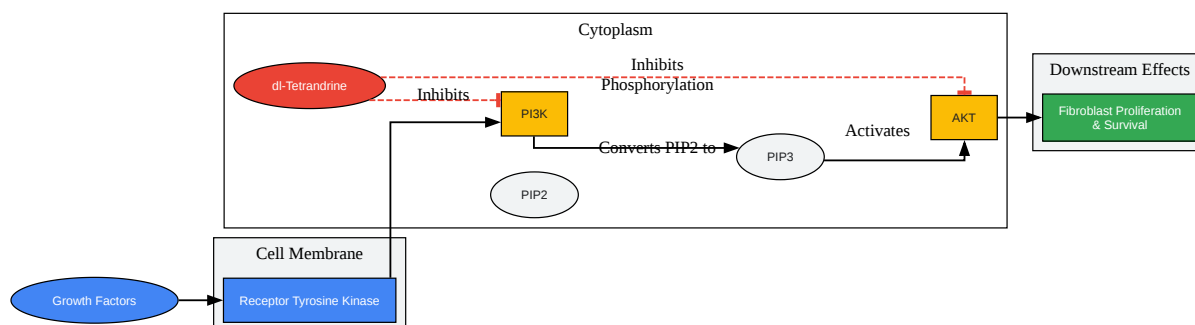 Cytoplasm
dl-Tetrandrine
Inhibits
Inhibits
Phosphorylation
PI3K
Converts PIP2 to
PIP2
PIP3
Activates
AKT
Downstream Effects
Fibroblast Proliferation
& Survival
Cell Membrane
Growth Factors
Receptor Tyrosine Kinase